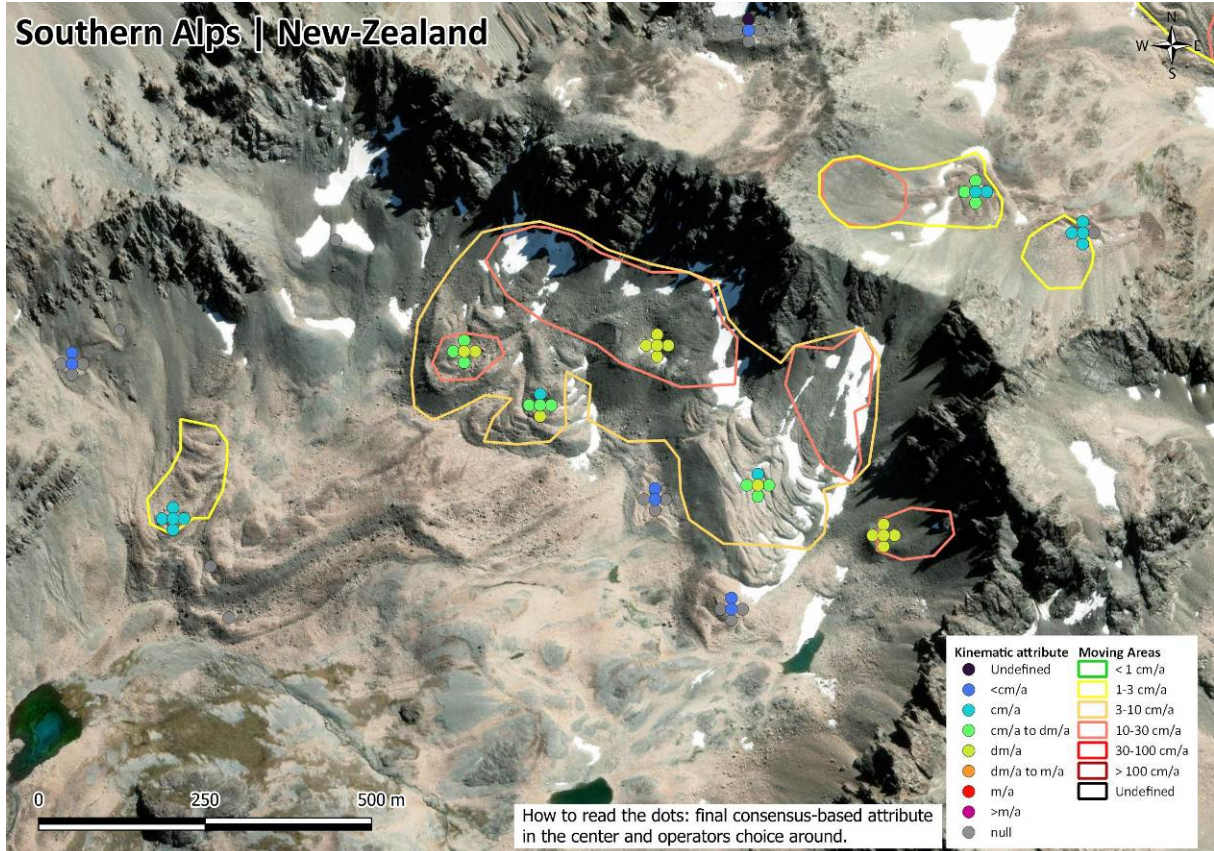 Southern Alps | New-Zealand
N
W E
S
Kinematic attribute
Undefined
<cm/a
cm/a
cm/a to dm/a
dm/a
dm/a to m/a
m/a
>m/a
null
Moving Areas
< 1 cm/a
1-3 cm/a
3-10 cm/a
10-30 cm/a
30-100 cm/a
> 100 cm/a
Undefined
0 250 500 m
How to read the dots: final consensus-based attribute
in the center and operators choice around.